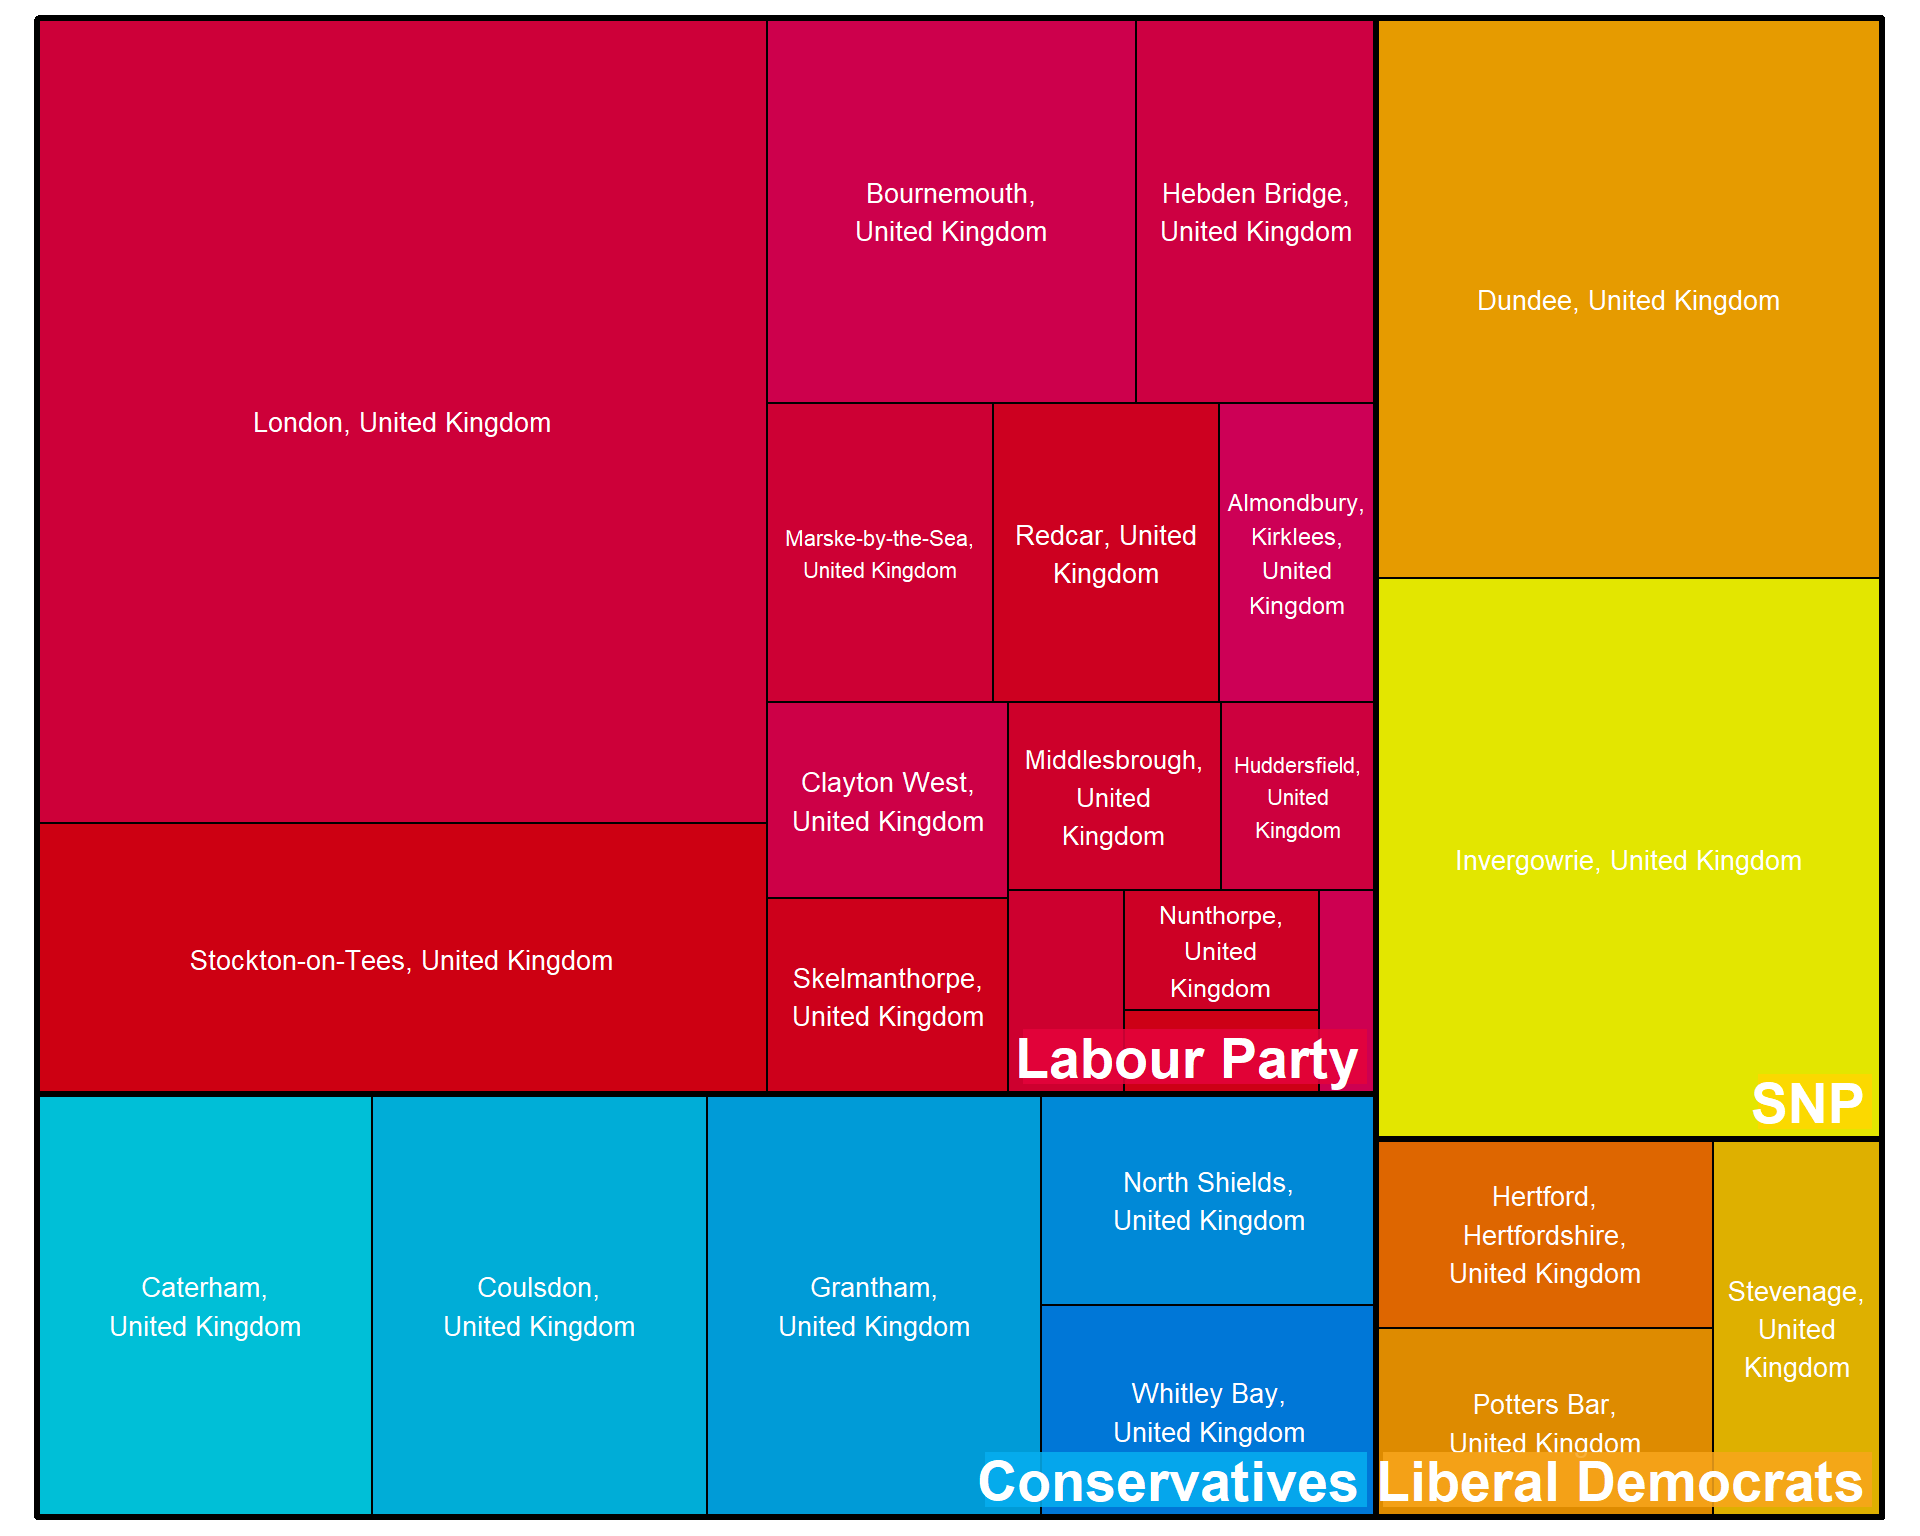 London, United Kingdom
Stockton-on-Tees, United Kingdom
Bournemouth,
United Kingdom
Hebden Bridge,
United Kingdom
Marske-by-the-Sea,
United Kingdom
Redcar, United
Kingdom
Almondbury,
Kirklees,
United
Kingdom
Clayton West,
United Kingdom
Middlesbrough,
United
Kingdom
Huddersfield,
United
Kingdom
Skelmanthorpe,
United Kingdom
Nunthorpe,
United
Kingdom
Labour Party
Dundee, United Kingdom
Invergowrie, United Kingdom
SNP
Caterham,
United Kingdom
Coulsdon,
United Kingdom
Grantham,
United Kingdom
North Shields,
United Kingdom
Whitley Bay,
United Kingdom
Conservatives
Hertford,
Hertfordshire,
United Kingdom
Potters Bar,
United Kingdom
Stevenage,
United
Kingdom
Liberal Democrats